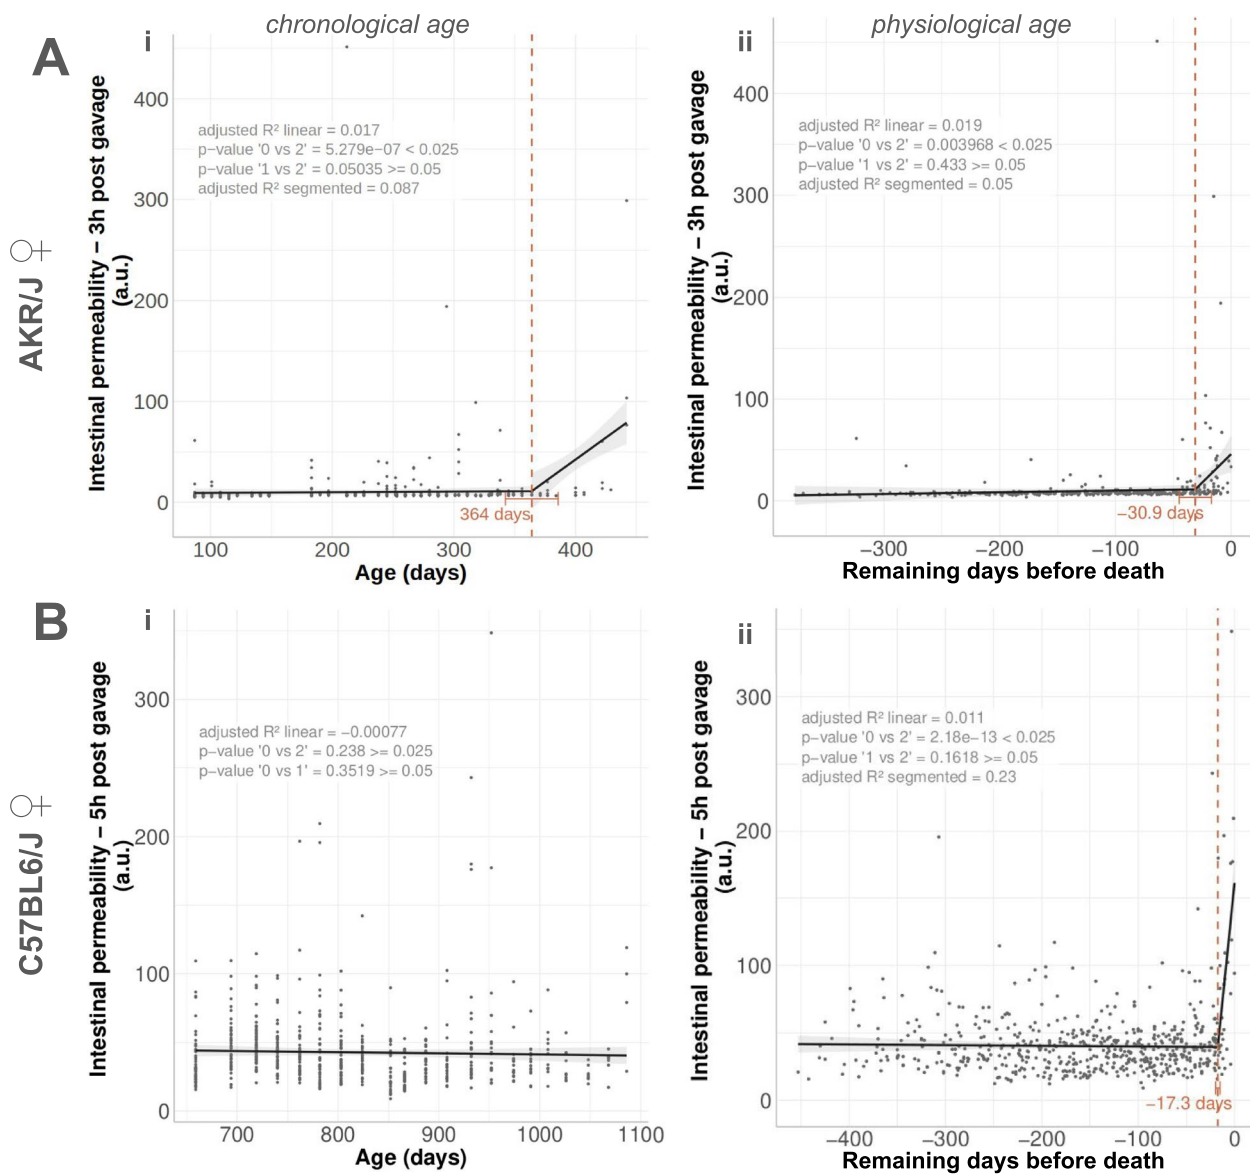 chronological age
physiological age
A
i
ii
AKR/J ♀
Intestinal permeability – 3h post gavage
(a.u.)
400
300
200
100
0
adjusted R² linear = 0.017
p−value '0 vs 2' = 5.279e−07 < 0.025
p−value '1 vs 2' = 0.05035 >= 0.05
adjusted R² segmented = 0.087
364 days
100 200 300 400
Age (days)
Intestinal permeability – 3h post gavage
(a.u.)
400
300
200
100
0
adjusted R² linear = 0.019
p−value '0 vs 2' = 0.003968 < 0.025
p−value '1 vs 2' = 0.433 >= 0.05
adjusted R² segmented = 0.05
−30.9 days
−300 −200 −100 0
Remaining days before death
B
i
ii
C57BL6/J ♀
Intestinal permeability – 5h post gavage
(a.u.)
300
200
100
0
adjusted R² linear = −0.00077
p−value '0 vs 2' = 0.238 >= 0.025
p−value '0 vs 1' = 0.3519 >= 0.05
700 800 900 1000 1100
Age (days)
Intestinal permeability – 5h post gavage
(a.u.)
300
200
100
0
adjusted R² linear = 0.011
p−value '0 vs 2' = 2.18e−13 < 0.025
p−value '1 vs 2' = 0.1618 >= 0.05
adjusted R² segmented = 0.23
−17.3 days
−400 −300 −200 −100 0
Remaining days before death